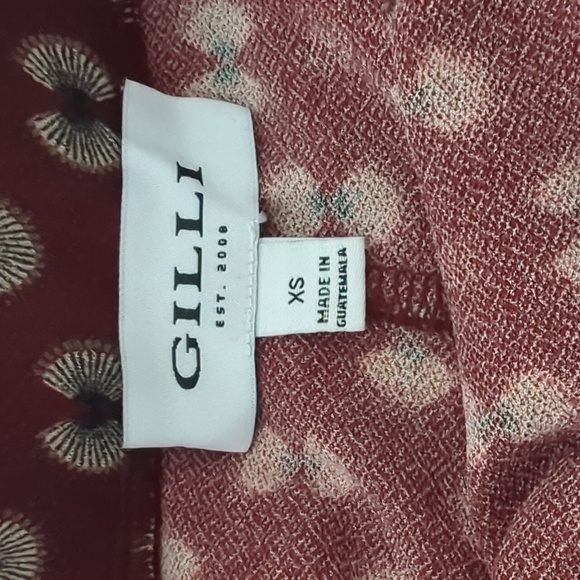 GILLI
EST. 2008
XS
MADE IN
GUATEMALA